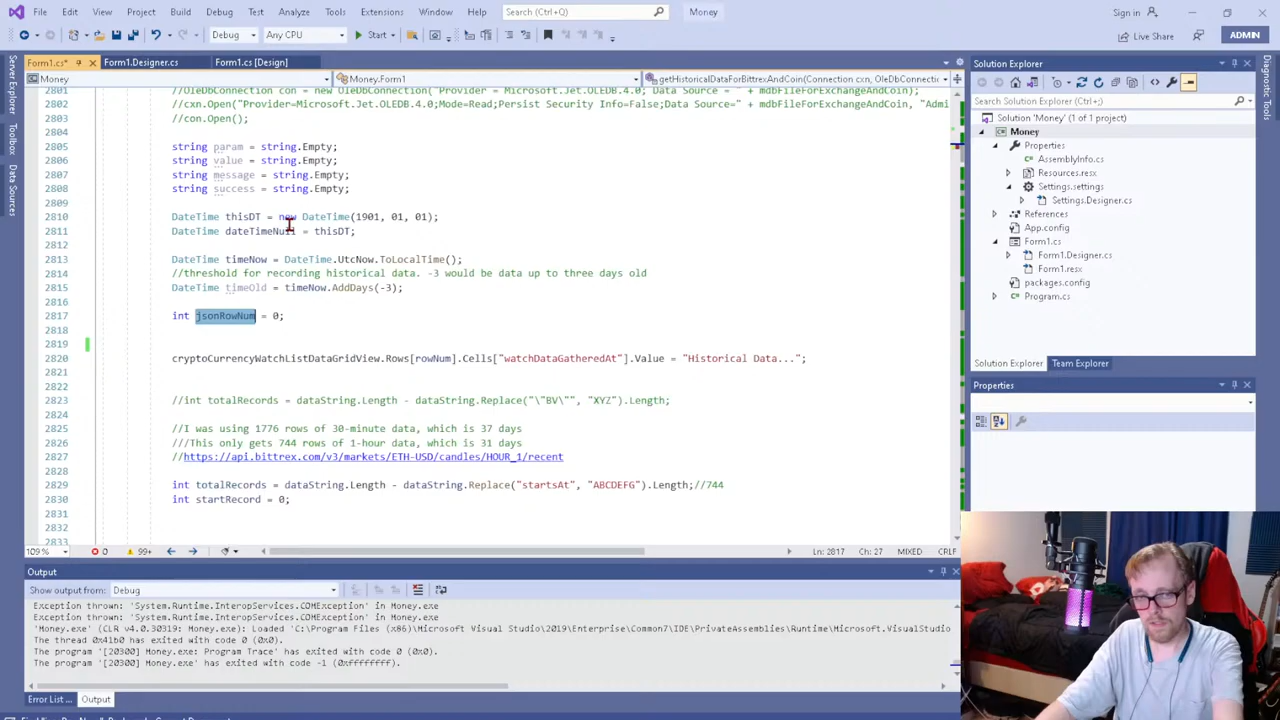 File Edit View Project Build Debug Test Analyze Tools Extensions Window Help Search (Ctrl+Q) Money Sign in
Debug Any CPU Start Live Share ADMIN
Form1.cs* Form1.Designer.cs Form1.cs [Design]
Money Money.Form1 getHistoricalDataForBittrexAndCoin(Connection cxn, OleDbConnectic
Server Explorer
Toolbox
Data Sources
2801 //OleDbConnection con = new OleDbConnection("Provider = Microsoft.Jet.OLEDB.4.0; Data Source = " + mdbFileForExchangeAndCoin);
2802 //cxn.Open("Provider=Microsoft.Jet.OLEDB.4.0;Mode=Read;Persist Security Info=False;Data Source=" + mdbFileForExchangeAndCoin, "Admi
2803 //con.Open();
2804
2805 string param = string.Empty;
2806 string value = string.Empty;
2807 string message = string.Empty;
2808 string success = string.Empty;
2809
2810 DateTime thisDT = new DateTime(1901, 01, 01);
2811 DateTime dateTimeNull = thisDT;
2812
2813 DateTime timeNow = DateTime.UtcNow.ToLocalTime();
2814 //threshold for recording historical data. -3 would be data up to three days old
2815 DateTime timeOld = timeNow.AddDays(-3);
2816
2817 int jsonRowNum = 0;
2818
2819
2820 cryptoCurrencyWatchListDataGridView.Rows[rowNum].Cells["watchDataGatheredAt"].Value = "Historical Data...";
2821
2822
2823 //int totalRecords = dataString.Length - dataString.Replace("\"BV\"", "XYZ").Length;
2824
2825 //I was using 1776 rows of 30-minute data, which is 37 days
2826 ///This only gets 744 rows of 1-hour data, which is 31 days
2827 //https://api.bittrex.com/v3/markets/ETH-USD/candles/HOUR_1/recent
2828
2829 int totalRecords = dataString.Length - dataString.Replace("startsAt", "ABCDEFG").Length;//744
2830 int startRecord = 0;
2831
2832
2833
109 % 0 99+ Ln: 2817 Ch: 27 MIXED CRLF
Output
Show output from: Debug
Exception thrown: 'System.Runtime.InteropServices.COMException' in Money.exe
Exception thrown: 'System.Runtime.InteropServices.COMException' in Money.exe
'Money.exe' (CLR v4.0.30319: Money.exe): Loaded 'C:\Program Files (x86)\Microsoft Visual Studio\2019\Enterprise\Common7\IDE\PrivateAssemblies\Runtime\Microsoft.VisualStudio
The thread 0x41b0 has exited with code 0 (0x0).
The program '[20300] Money.exe: Program Trace' has exited with code 0 (0x0).
The program '[20300] Money.exe' has exited with code -1 (0xffffffff).
Error List ... Output
Solution Explorer
Search Solution Explorer (Ctrl+;)
Solution 'Money' (1 of 1 project)
Money
Properties
AssemblyInfo.cs
Resources.resx
Settings.settings
Settings.Designer.cs
References
App.config
Form1.cs
Form1.Designer.cs
Form1.resx
packages.config
Program.cs
Solution Explorer Team Explorer
Properties
Diagnostic Tools